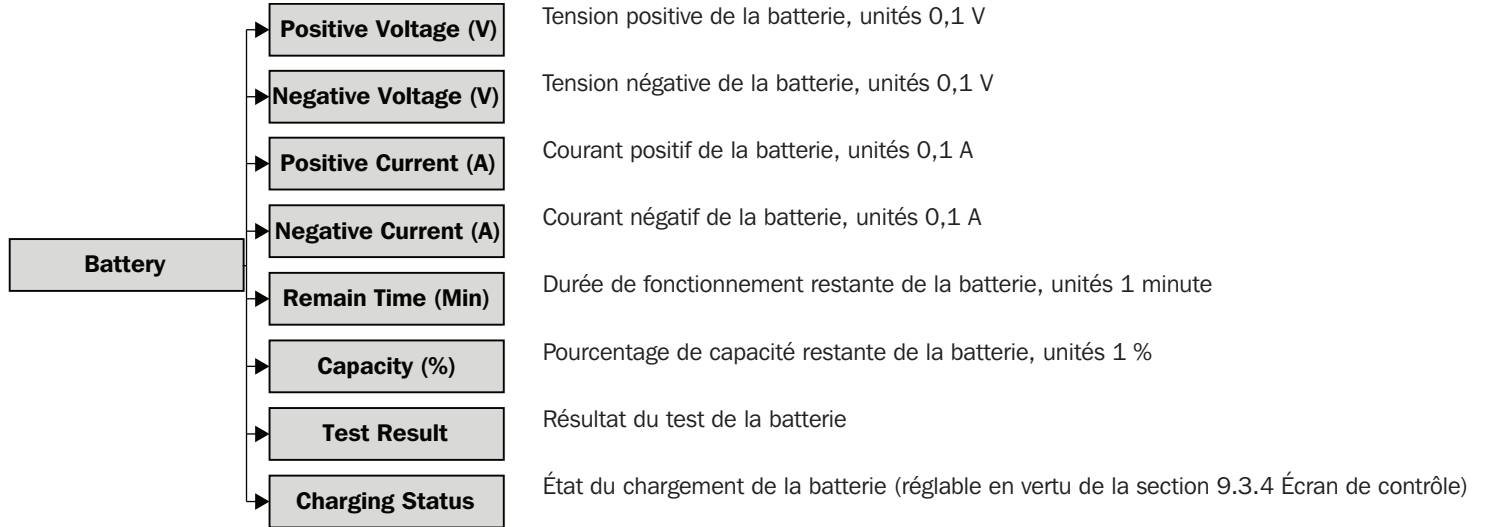 Positive Voltage (V) Tension positive de la batterie, unités 0,1 V
Negative Voltage (V) Tension négative de la batterie, unités 0,1 V
Positive Current (A) Courant positif de la batterie, unités 0,1 A
Negative Current (A) Courant négatif de la batterie, unités 0,1 A
Battery
Remain Time (Min) Durée de fonctionnement restante de la batterie, unités 1 minute
Capacity (%) Pourcentage de capacité restante de la batterie, unités 1 %
Test Result Résultat du test de la batterie
Charging Status État du chargement de la batterie (réglable en vertu de la section 9.3.4 Écran de contrôle)